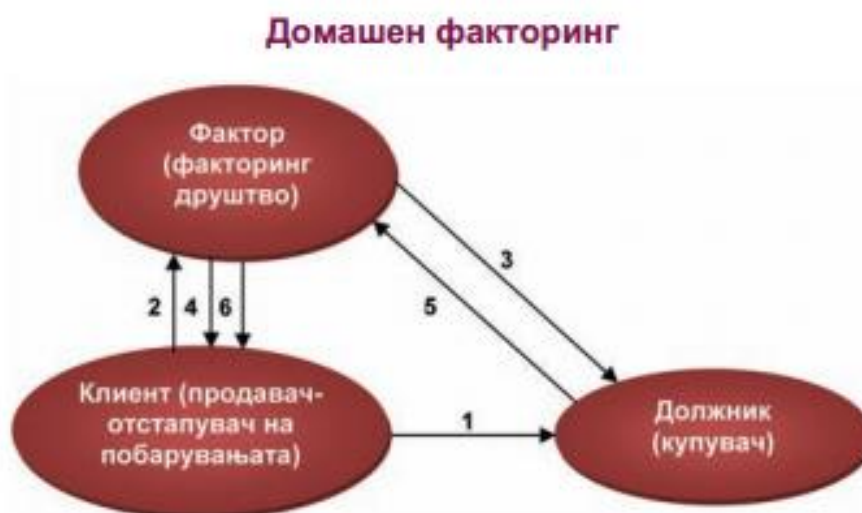 Домашен факторинг
Фактор
(факторинг
друштво)
2
4
6
5
3
Клиент (продавач-
отстапувач на
побарувањата)
1
Должник
(купувач)